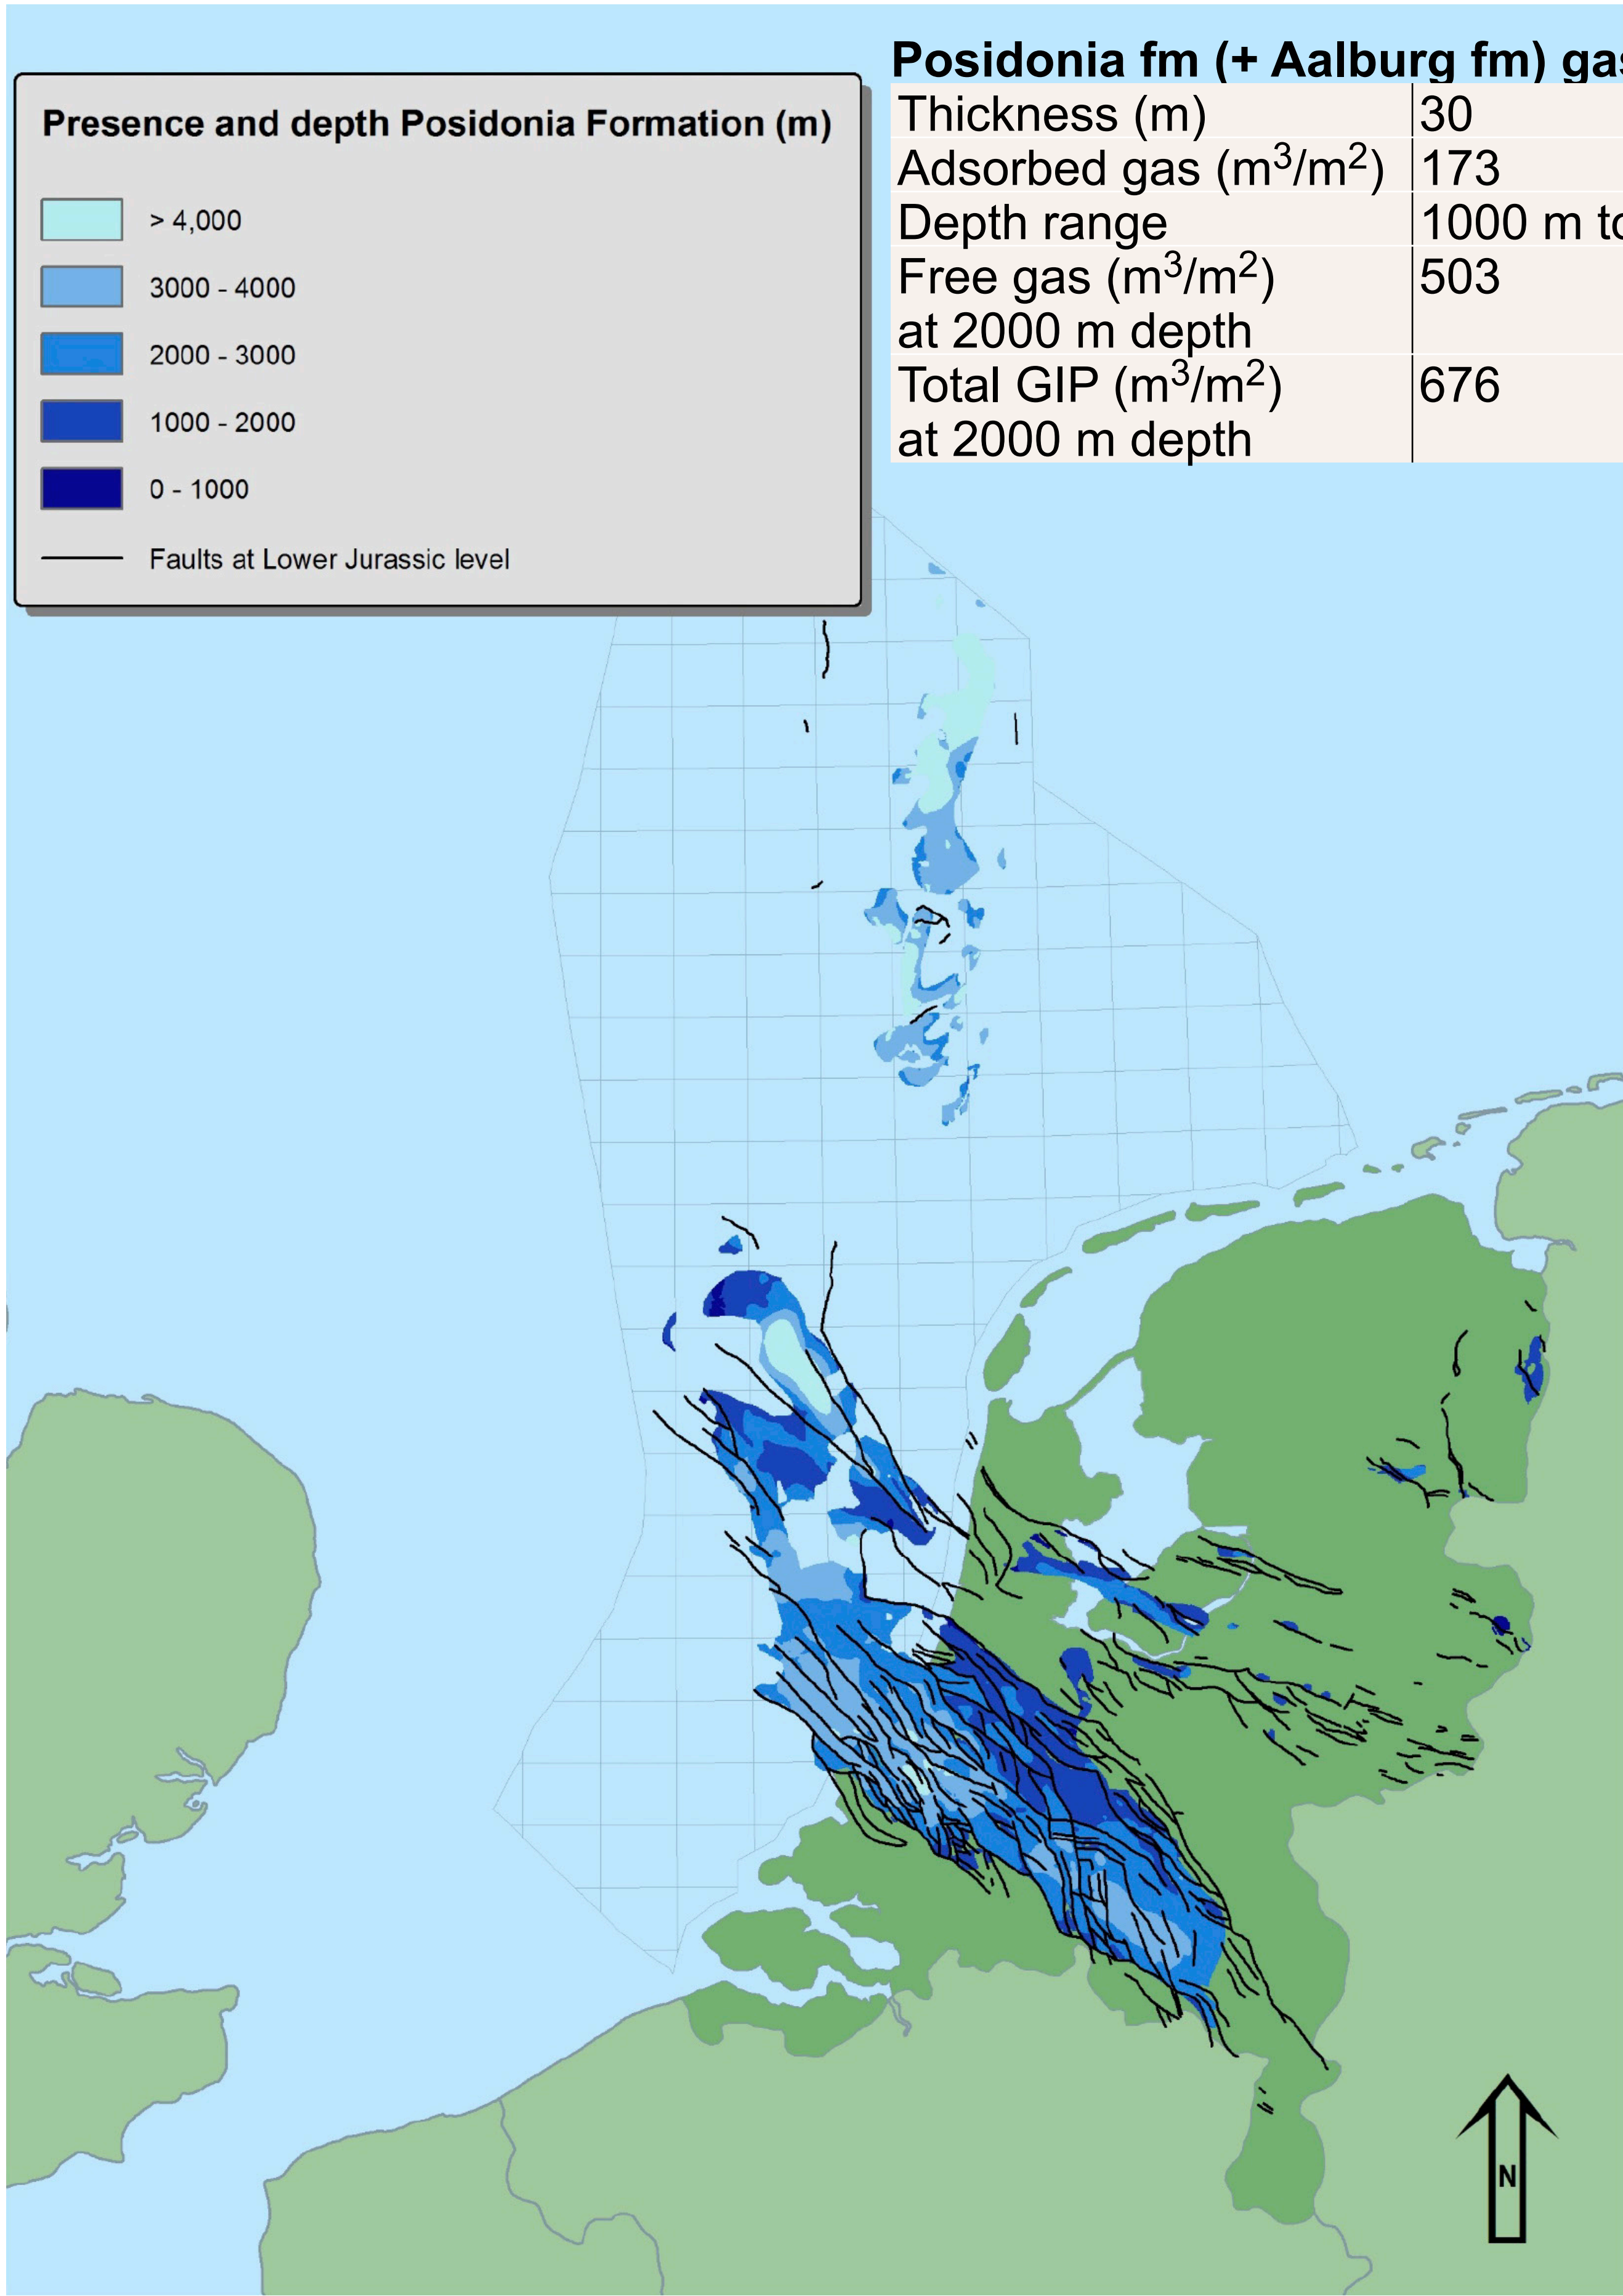 Posidonia fm (+ Aalburg fm) gas
Thickness (m) 30
Adsorbed gas (m³/m²) 173
Depth range 1000 m to
Free gas (m³/m²) 503
at 2000 m depth
Total GIP (m³/m²) 676
at 2000 m depth
Presence and depth Posidonia Formation (m)
> 4,000
3000 - 4000
2000 - 3000
1000 - 2000
0 - 1000
Faults at Lower Jurassic level
N